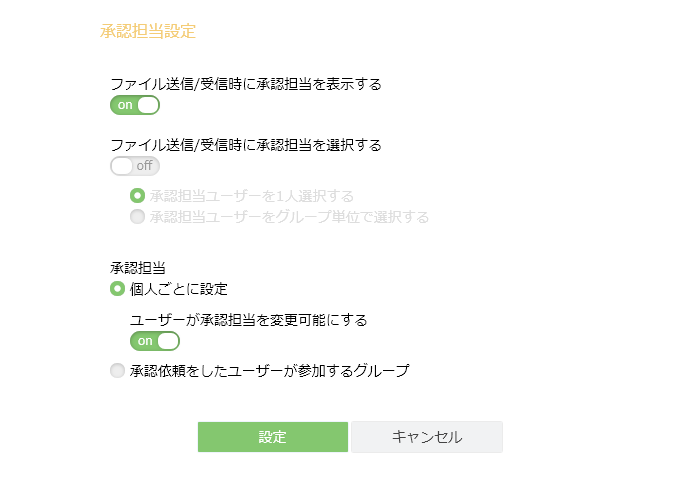 承認担当設定
ファイル送信/受信時に承認担当を表示する
on
ファイル送信/受信時に承認担当を選択する
off
承認担当ユーザーを1人選択する
承認担当ユーザーをグループ単位で選択する
承認担当
個人ごとに設定
ユーザーが承認担当を変更可能にする
on
承認依頼をしたユーザーが参加するグループ
設定
キャンセル